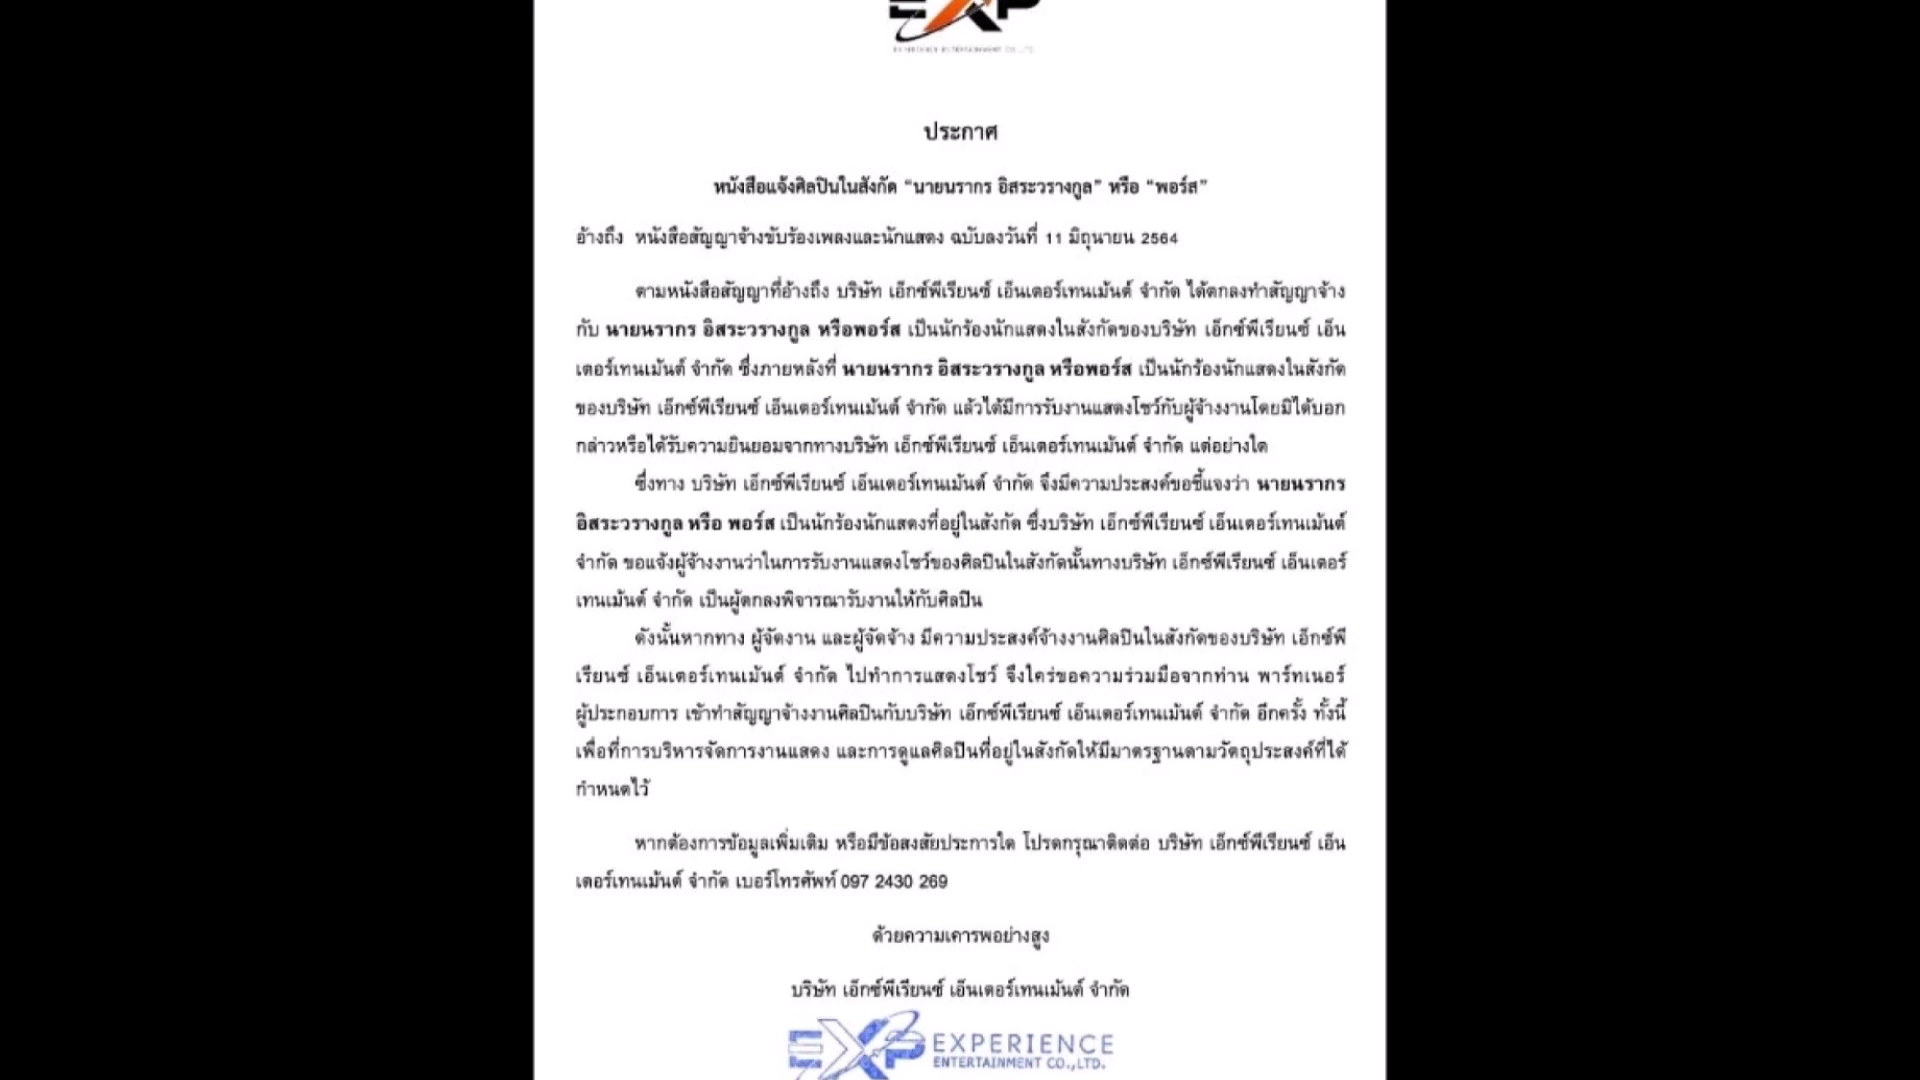 EXP
EXPERIENCE ENTERTAINMENT CO.,LTD.
ประกาศ
หนังสือแจ้งศิลปินในสังกัด “นายนรากร อิสระวรางกูล” หรือ “พอร์ส”
อ้างถึง หนังสือสัญญาจ้างขับร้องเพลงและนักแสดง ฉบับลงวันที่ 11 มิถุนายน 2564
ตามหนังสือสัญญาที่อ้างถึง บริษัท เอ็กซ์พีเรียนซ์ เอ็นเตอร์เทนเม้นต์ จำกัด ได้ตกลงทำสัญญาจ้าง
กับ นายนรากร อิสระวรางกูล หรือพอร์ส เป็นนักร้องนักแสดงในสังกัดของบริษัท เอ็กซ์พีเรียนซ์ เอ็น
เตอร์เทนเม้นต์ จำกัด ซึ่งภายหลังที่ นายนรากร อิสระวรางกูล หรือพอร์ส เป็นนักร้องนักแสดงในสังกัด
ของบริษัท เอ็กซ์พีเรียนซ์ เอ็นเตอร์เทนเม้นต์ จำกัด แล้วได้มีการรับงานแสดงโชว์กับผู้จ้างงานโดยมิได้บอก
กล่าวหรือได้รับความยินยอมจากทางบริษัท เอ็กซ์พีเรียนซ์ เอ็นเตอร์เทนเม้นต์ จำกัด แต่อย่างใด
ซึ่งทาง บริษัท เอ็กซ์พีเรียนซ์ เอ็นเตอร์เทนเม้นต์ จำกัด จึงมีความประสงค์ขอชี้แจงว่า นายนรากร
อิสระวรางกูล หรือ พอร์ส เป็นนักร้องนักแสดงที่อยู่ในสังกัด ซึ่งบริษัท เอ็กซ์พีเรียนซ์ เอ็นเตอร์เทนเม้นต์
จำกัด ขอแจ้งผู้จ้างงานว่าในการรับงานแสดงโชว์ของศิลปินในสังกัดนั้นทางบริษัท เอ็กซ์พีเรียนซ์ เอ็นเตอร์
เทนเม้นต์ จำกัด เป็นผู้ตกลงพิจารณารับงานให้กับศิลปิน
ดังนั้นหากทาง ผู้จัดงาน และผู้จัดจ้าง มีความประสงค์จ้างงานศิลปินในสังกัดของบริษัท เอ็กซ์พี
เรียนซ์ เอ็นเตอร์เทนเม้นต์ จำกัด ไปทำการแสดงโชว์ จึงใคร่ขอความร่วมมือจากท่าน พาร์ทเนอร์
ผู้ประกอบการ เข้าทำสัญญาจ้างงานศิลปินกับบริษัท เอ็กซ์พีเรียนซ์ เอ็นเตอร์เทนเม้นต์ จำกัด อีกครั้ง ทั้งนี้
เพื่อที่การบริหารจัดการงานแสดง และการดูแลศิลปินที่อยู่ในสังกัดให้มีมาตรฐานตามวัตถุประสงค์ที่ได้
กำหนดไว้
หากต้องการข้อมูลเพิ่มเติม หรือมีข้อสงสัยประการใด โปรดกรุณาติดต่อ บริษัท เอ็กซ์พีเรียนซ์ เอ็น
เตอร์เทนเม้นต์ จำกัด เบอร์โทรศัพท์ 097 2430 269
ด้วยความเคารพอย่างสูง
บริษัท เอ็กซ์พีเรียนซ์ เอ็นเตอร์เทนเม้นต์ จำกัด
EXP EXPERIENCE
ENTERTAINMENT CO.,LTD.